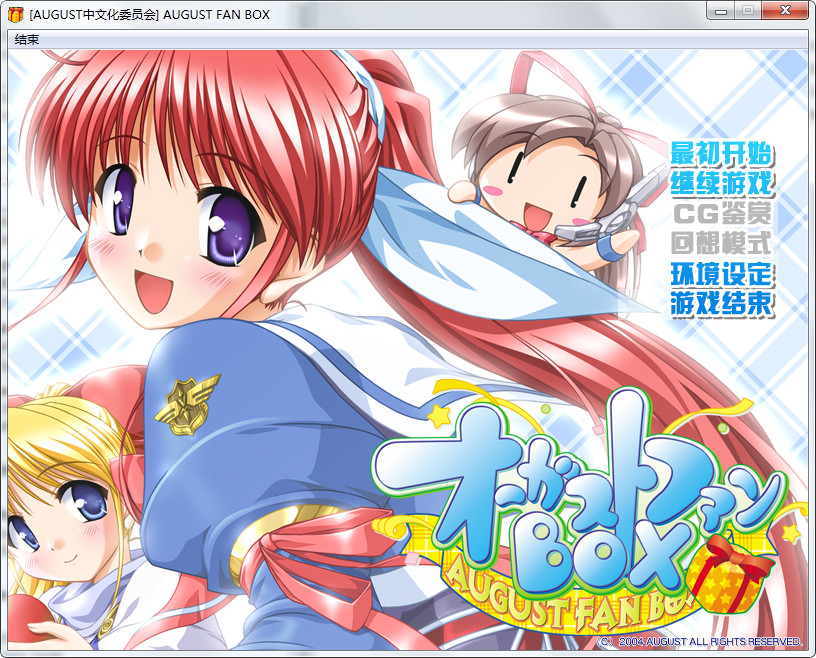 [AUGUST中文化委员会] AUGUST FAN BOX
结束
最初开始
继续游戏
CG鉴赏
回想模式
环境设定
游戏结束
オーガストファン
BOX
AUGUST FAN BOX
(C) 2004 AUGUST ALL RIGHTS RESERVED.